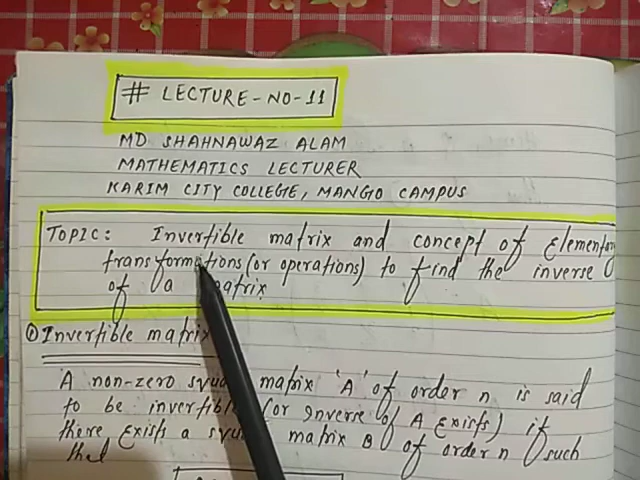 # LECTURE-NO-11
MD SHAHNAWAZ ALAM
MATHEMATICS LECTURER
KARIM CITY COLLEGE, MANGO CAMPUS
TOPIC: Invertible matrix and concept of Elementary
transformations (or operations) to find the inverse
of a matrix
① Invertible matrix
A non-zero square matrix 'A' of order n is said
to be invertible (or Inverse of A Exists) if
there Exists a square matrix B of order n such
that